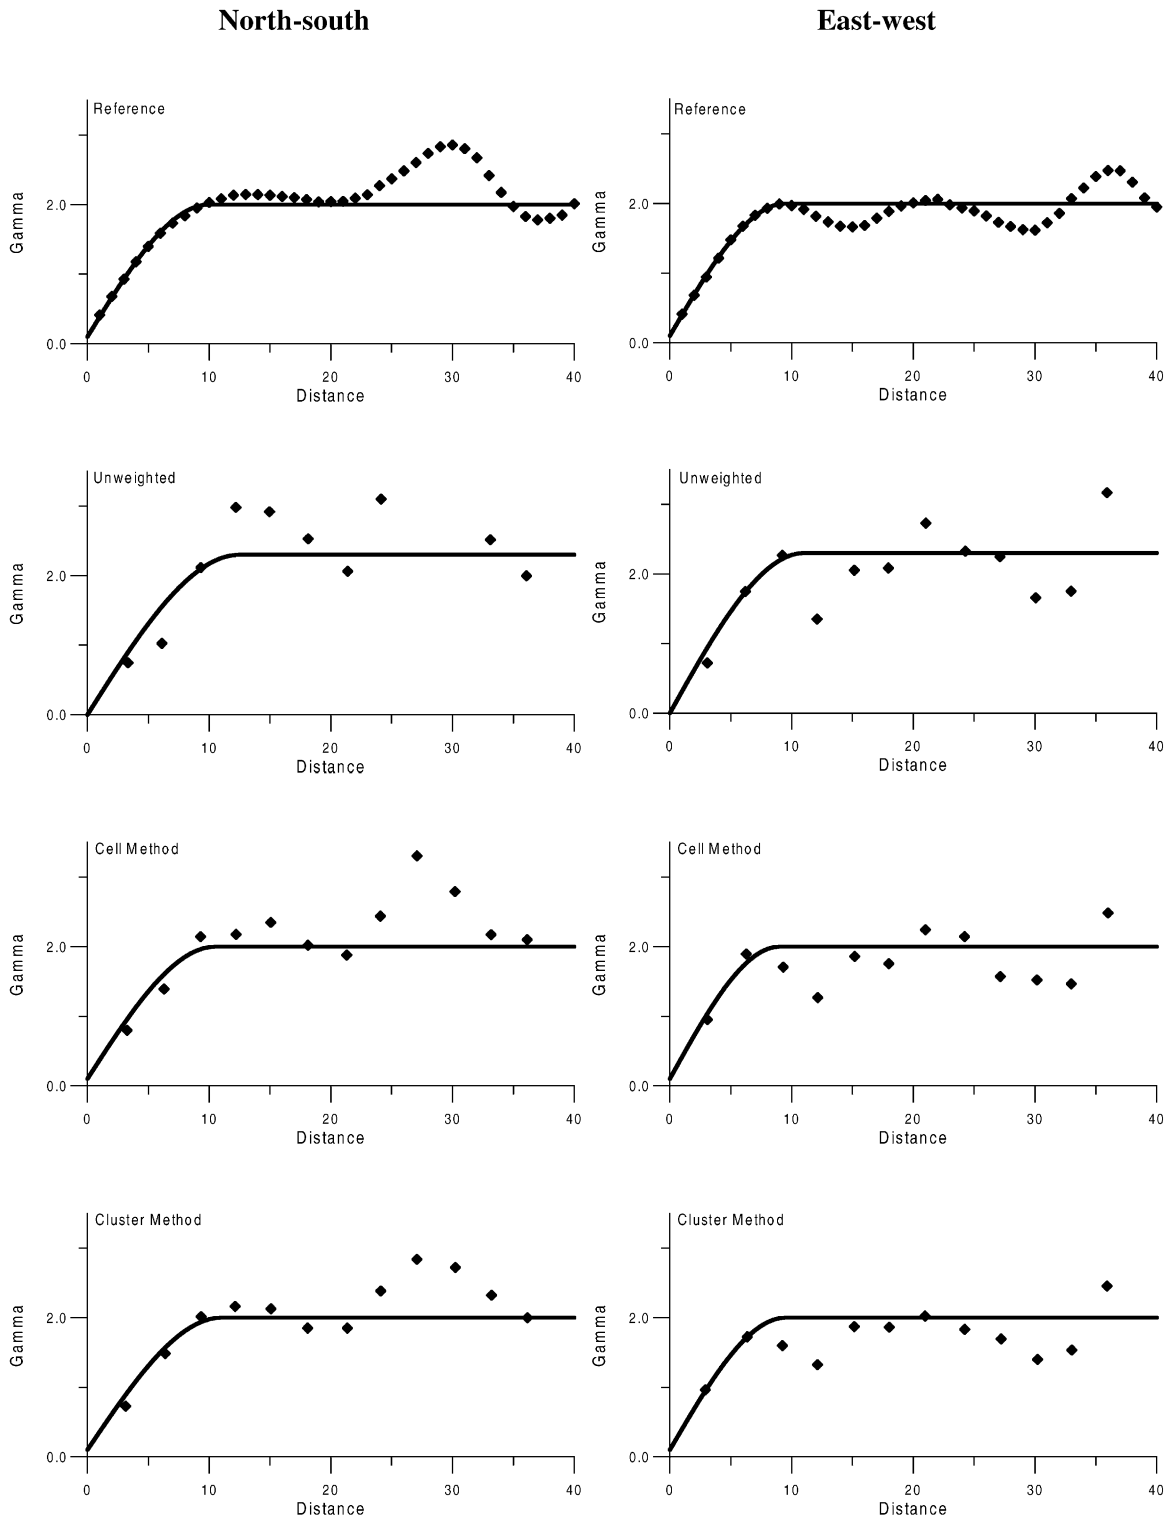 North-south East-west
Reference Reference
Gamma Gamma
2.0 2.0
0.0 0.0
0 10 20 30 40 0 10 20 30 40
Distance Distance
Unweighted Unweighted
Gamma Gamma
2.0 2.0
0.0 0.0
0 10 20 30 40 0 10 20 30 40
Distance Distance
Cell Method Cell Method
Gamma Gamma
2.0 2.0
0.0 0.0
0 10 20 30 40 0 10 20 30 40
Distance Distance
Cluster Method Cluster Method
Gamma Gamma
2.0 2.0
0.0 0.0
0 10 20 30 40 0 10 20 30 40
Distance Distance